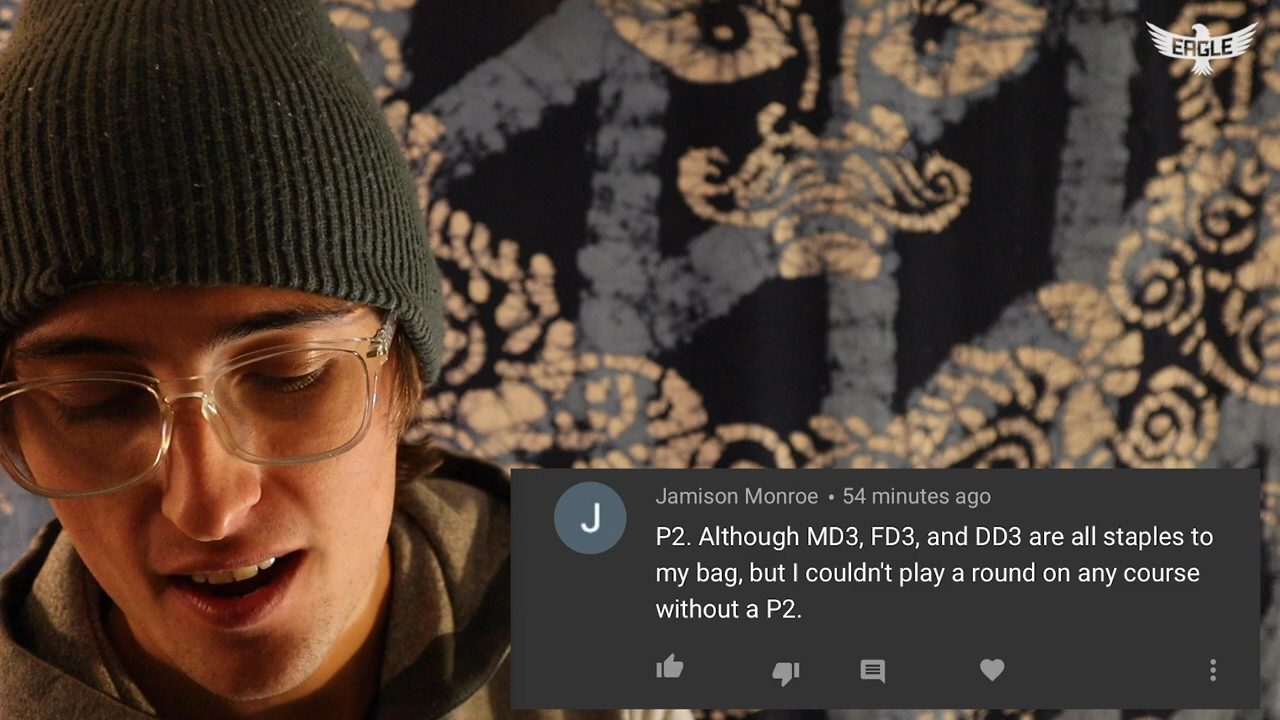 EAGLE
J
Jamison Monroe • 54 minutes ago
P2. Although MD3, FD3, and DD3 are all staples to
my bag, but I couldn't play a round on any course
without a P2.